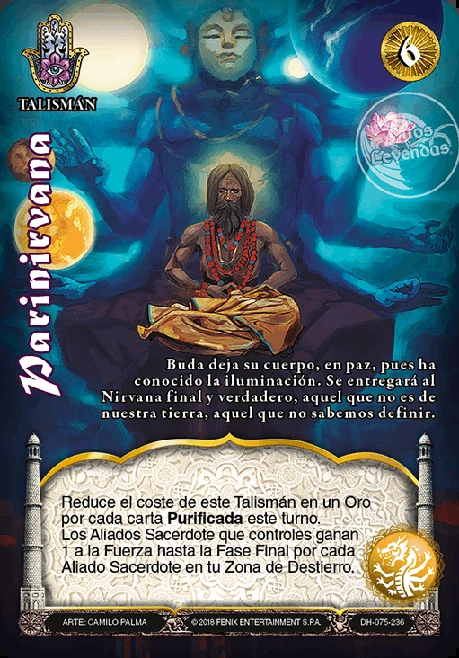 TALISMÁN
6
Mitos y
Leyendas
Parinirvana
Buda deja su cuerpo, en paz, pues ha
conocido la iluminación. Se entregará al
Nirvana final y verdadero, aquel que no es de
nuestra tierra, aquel que no sabemos definir.
Reduce el coste de este Talismán en un Oro
por cada carta Purificada este turno.
Los Aliados Sacerdote que controles ganan
1 a la Fuerza hasta la Fase Final por cada
Aliado Sacerdote en tu Zona de Destierro.
ARTE: CAMILO PALMA
©2018 FENIX ENTERTAINMENT S.P.A.
DH-075-236